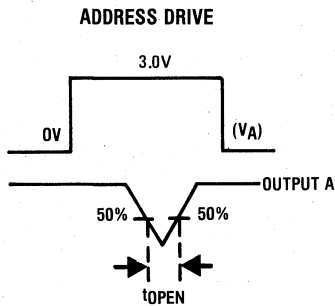 ADDRESS DRIVE
3.0V
0V
(VA)
OUTPUT A
50%
50%
tOPEN